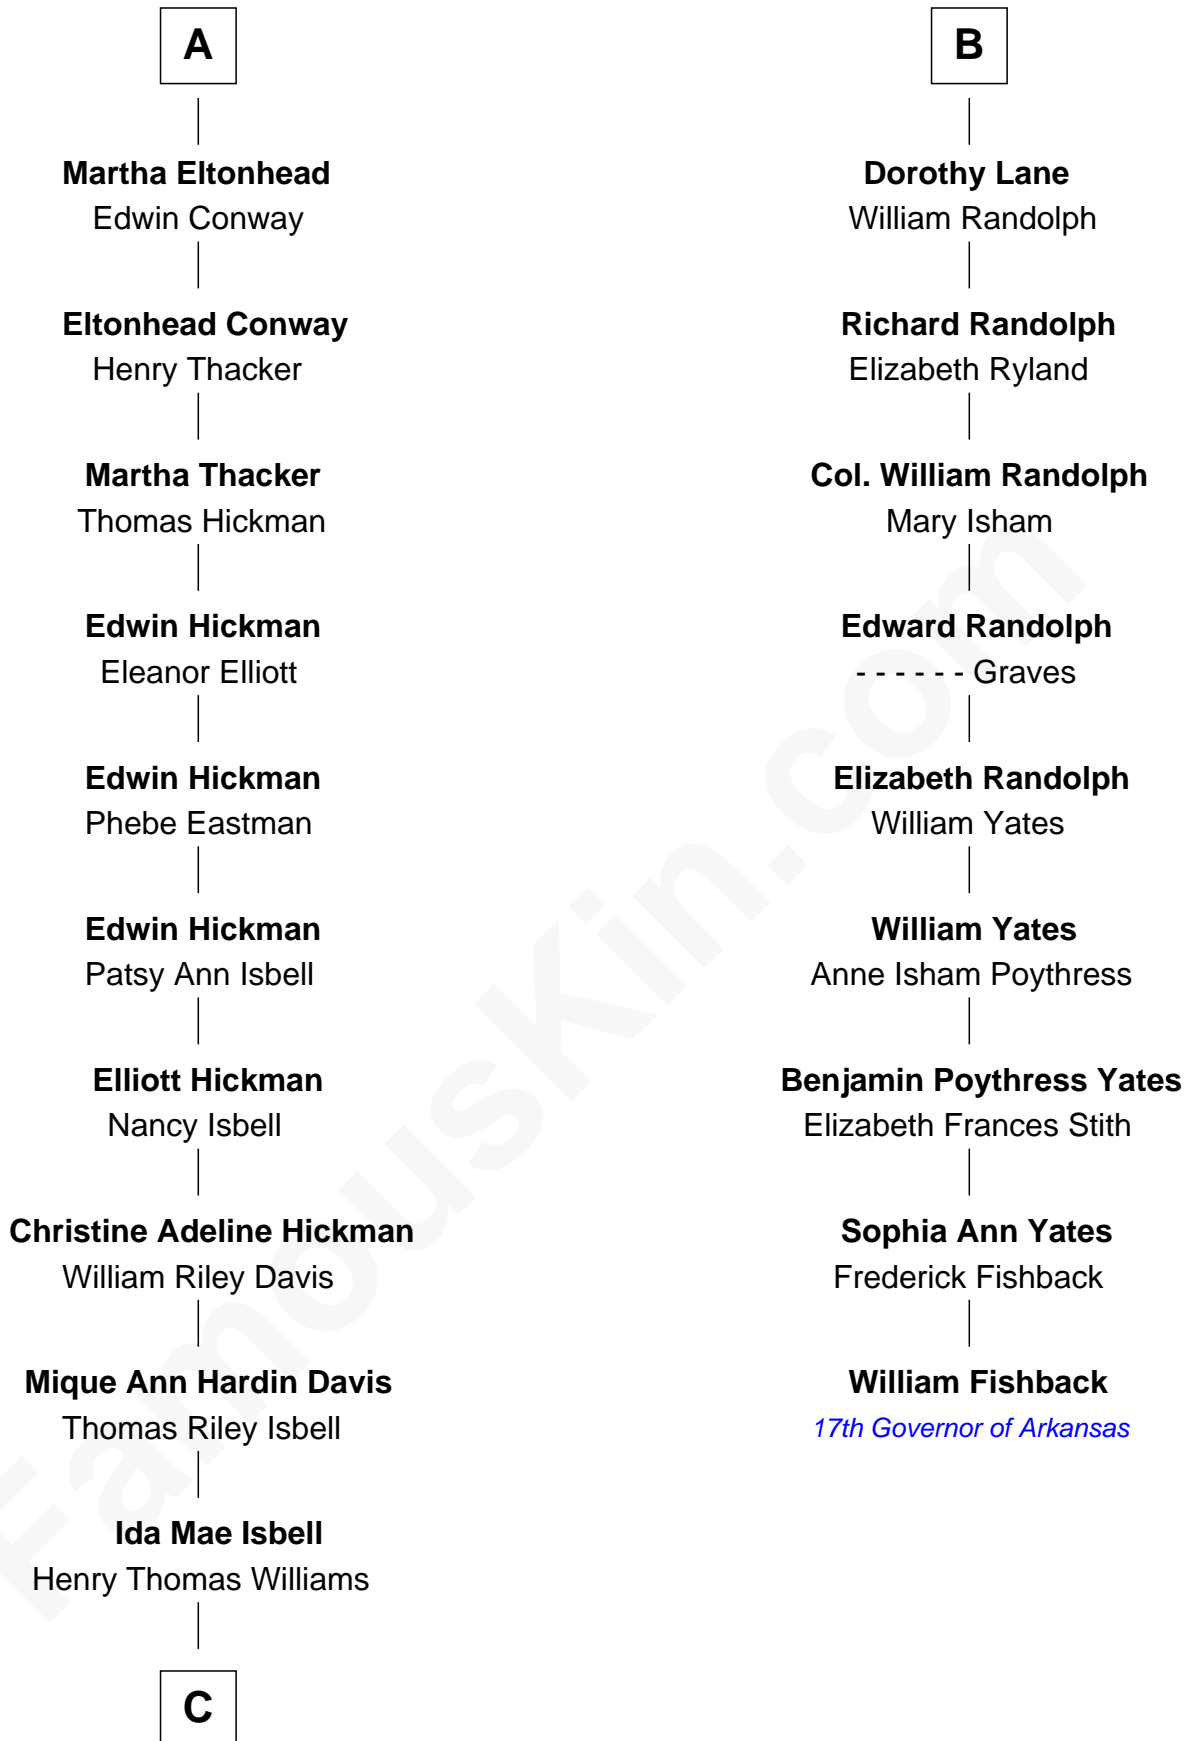 A
Martha Eltonhead
Edwin Conway
Eltonhead Conway
Henry Thacker
Martha Thacker
Thomas Hickman
Edwin Hickman
Eleanor Elliott
Edwin Hickman
Phebe Eastman
Edwin Hickman
Patsy Ann Isbell
Elliott Hickman
Nancy Isbell
Christine Adeline Hickman
William Riley Davis
Mique Ann Hardin Davis
Thomas Riley Isbell
Ida Mae Isbell
Henry Thomas Williams
C
B
Dorothy Lane
William Randolph
Richard Randolph
Elizabeth Ryland
Col. William Randolph
Mary Isham
Edward Randolph
- - - - - - Graves
Elizabeth Randolph
William Yates
William Yates
Anne Isham Poythress
Benjamin Poythress Yates
Elizabeth Frances Stith
Sophia Ann Yates
Frederick Fishback
William Fishback
17th Governor of Arkansas
FamousKin.com